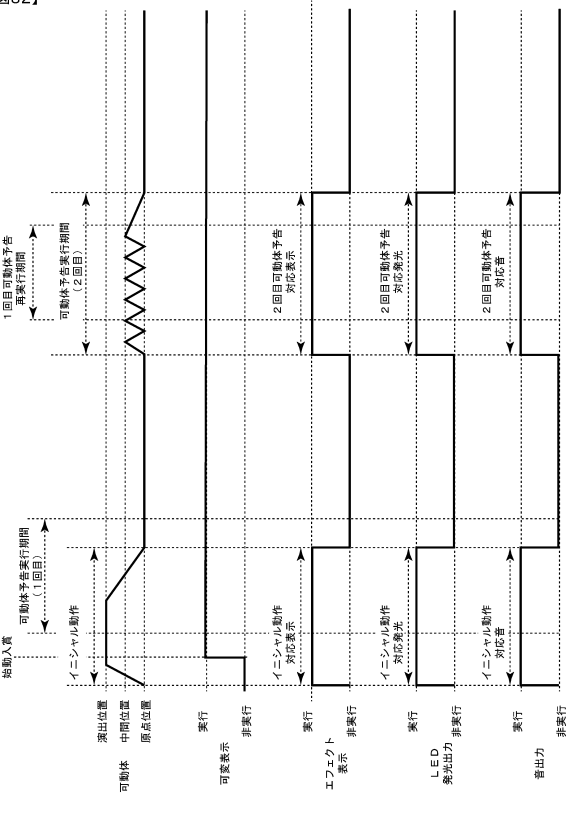 始動入賞
可動体予告実行期間
（１回目）
１回目可動体予告
再実行期間
イニシャル動作
可動体予告実行期間
（２回目）
可動体
演出位置
中間位置
原点位置
可変表示
実行
非実行
エフェクト
表示
実行
非実行
イニシャル動作
対応表示
２回目可動体予告
対応表示
ＬＥＤ
発光出力
実行
非実行
イニシャル動作
対応発光
２回目可動体予告
対応発光
音出力
実行
非実行
イニシャル動作
対応音
２回目可動体予告
対応音